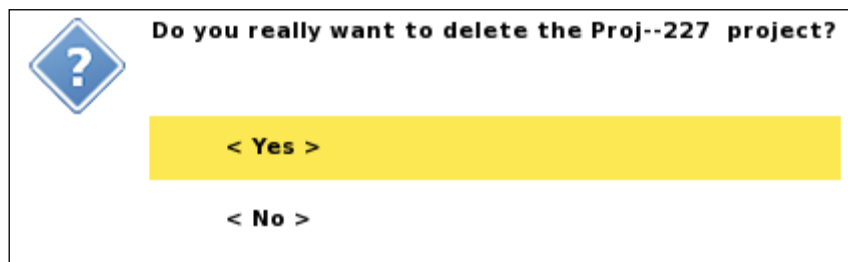 Do you really want to delete the Proj--227  project?
?
< Yes >
< No >